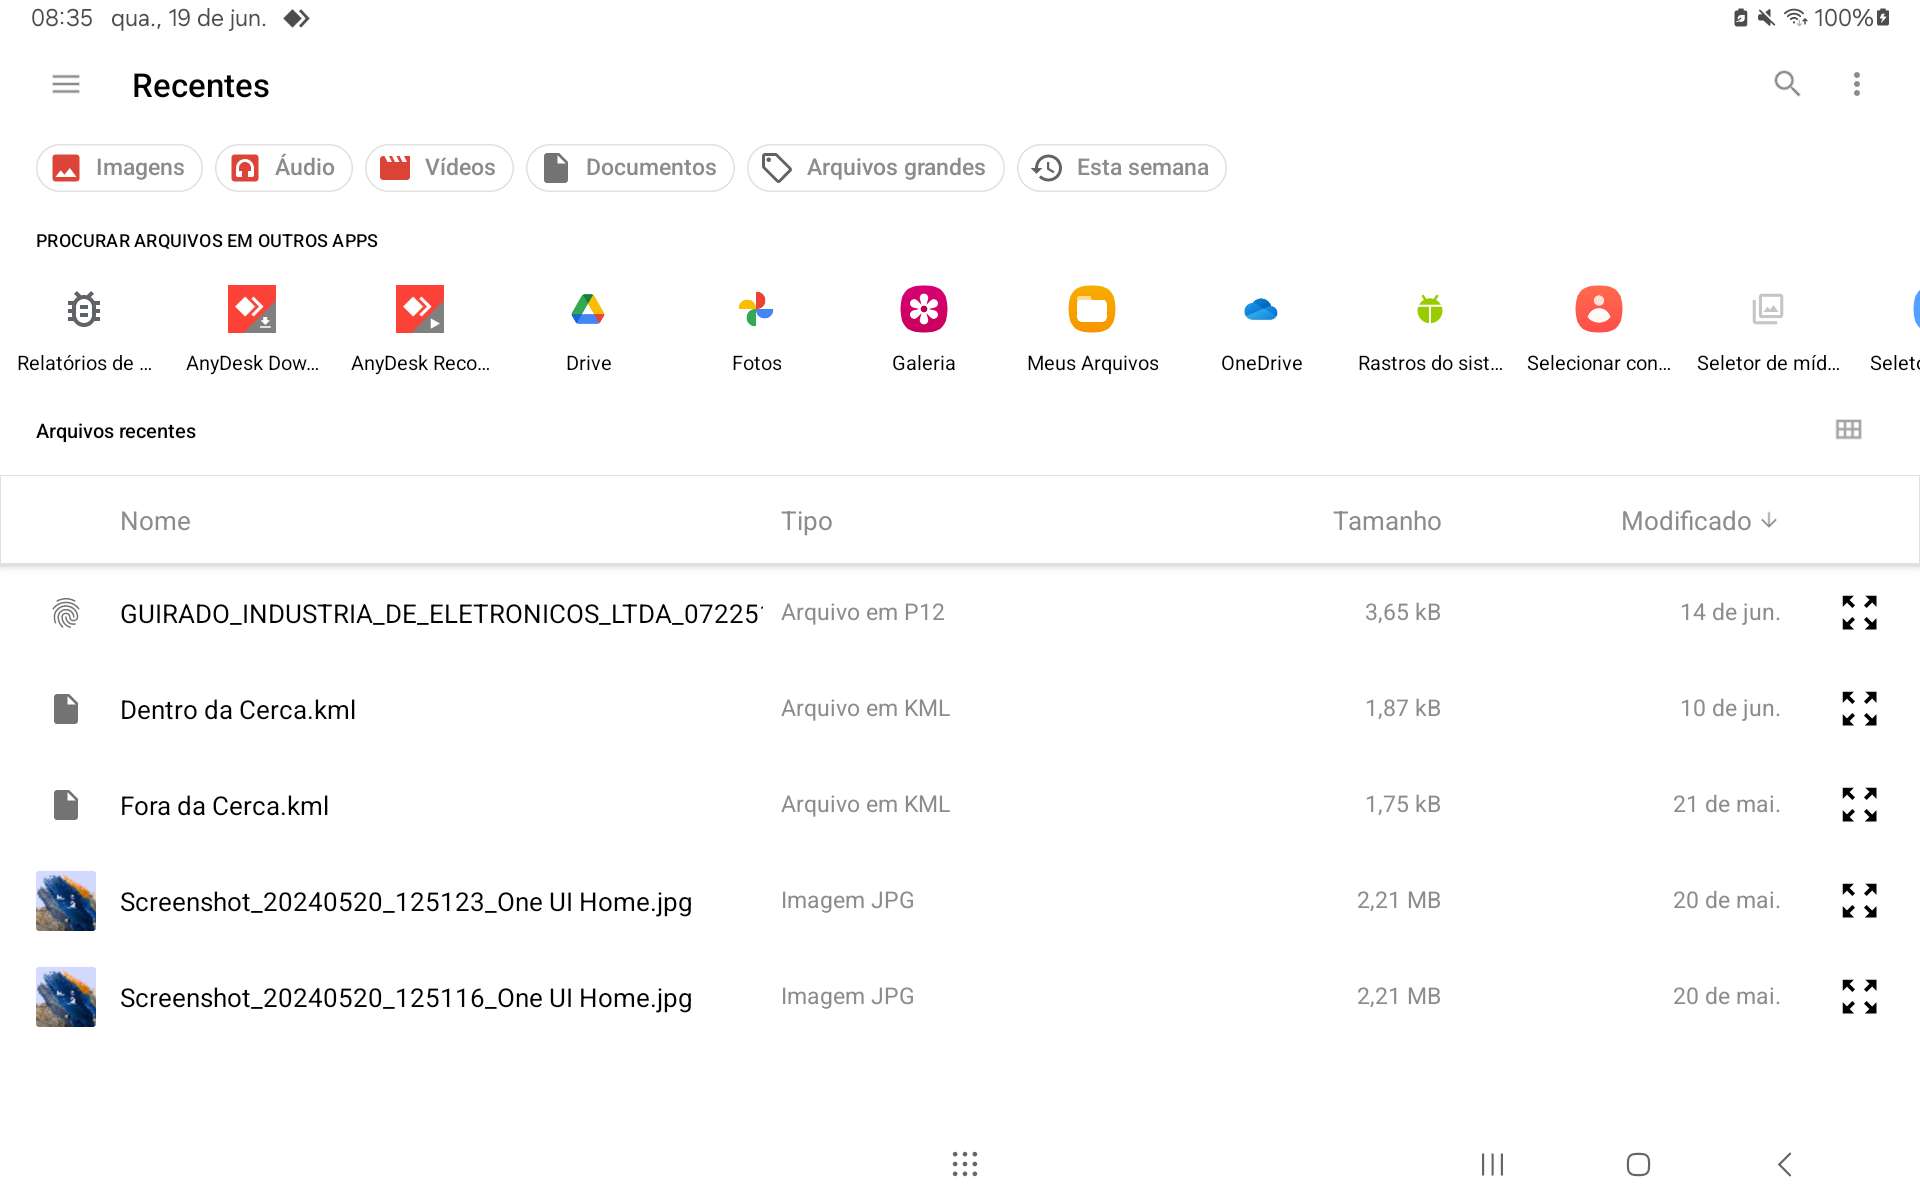 08:35 qua., 19 de jun. 100%
Recentes
Imagens Áudio Vídeos Documentos Arquivos grandes Esta semana
PROCURAR ARQUIVOS EM OUTROS APPS
Relatórios de ... AnyDesk Dow... AnyDesk Reco... Drive Fotos Galeria Meus Arquivos OneDrive Rastros do sist... Selecionar con... Seletor de míd... Seletc
Arquivos recentes
Nome Tipo Tamanho Modificado
GUIRADO_INDUSTRIA_DE_ELETRONICOS_LTDA_07225 Arquivo em P12 3,65 kB 14 de jun.
Dentro da Cerca.kml Arquivo em KML 1,87 kB 10 de jun.
Fora da Cerca.kml Arquivo em KML 1,75 kB 21 de mai.
Screenshot_20240520_125123_One UI Home.jpg Imagem JPG 2,21 MB 20 de mai.
Screenshot_20240520_125116_One UI Home.jpg Imagem JPG 2,21 MB 20 de mai.